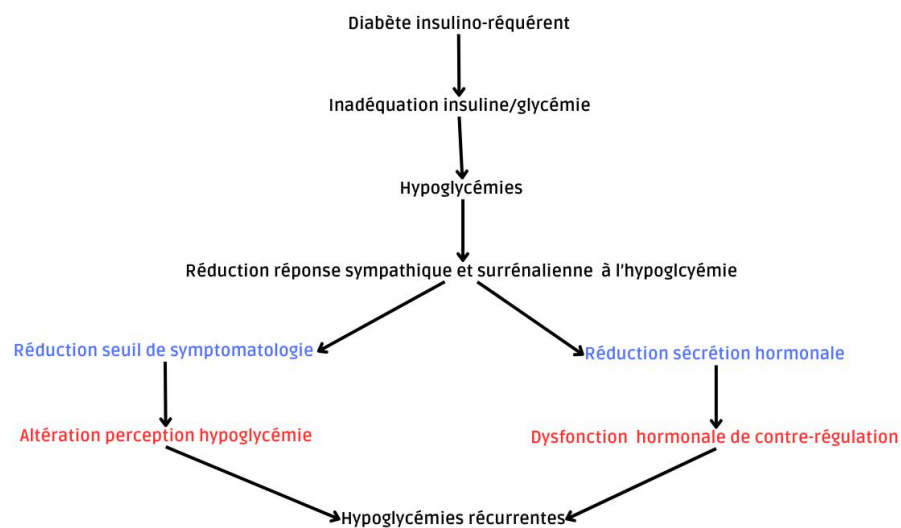 Diabète insulino-réquérent
Inadéquation insuline/glycémie
Hypoglycémies
Réduction réponse sympathique et surrénalienne à l'hypoglcyémie
Réduction seuil de symptomatologie
Réduction sécrétion hormonale
Altération perception hypoglycémie
Dysfonction hormonale de contre-régulation
Hypoglycémies récurrentes